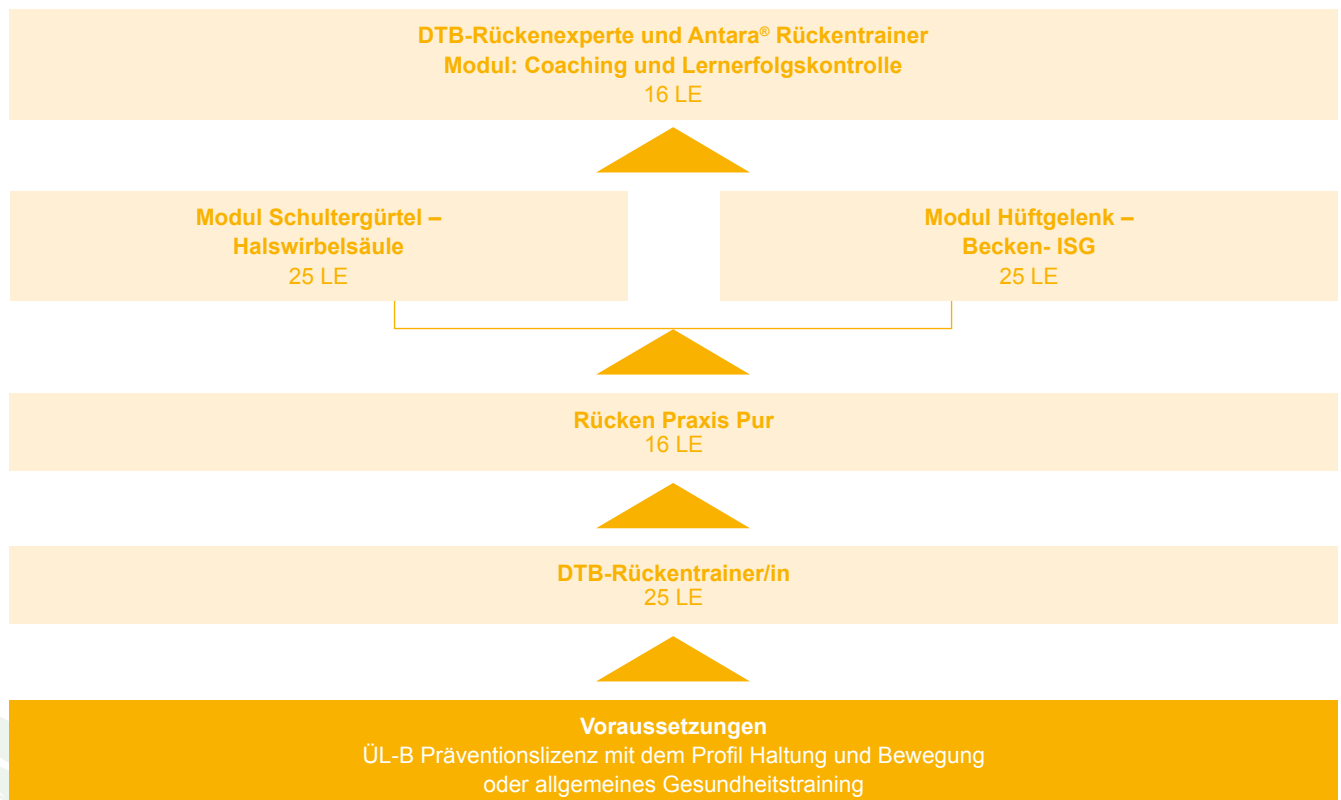 DTB-Rückenexperte und Antara® Rückentrainer
Modul: Coaching und Lernerfolgskontrolle
16 LE
Modul Schultergürtel –
Halswirbelsäule
25 LE
Modul Hüftgelenk –
Becken- ISG
25 LE
Rücken Praxis Pur
16 LE
DTB-Rückentrainer/in
25 LE
Voraussetzungen
ÜL-B Präventionslizenz mit dem Profil Haltung und Bewegung
oder allgemeines Gesundheitstraining